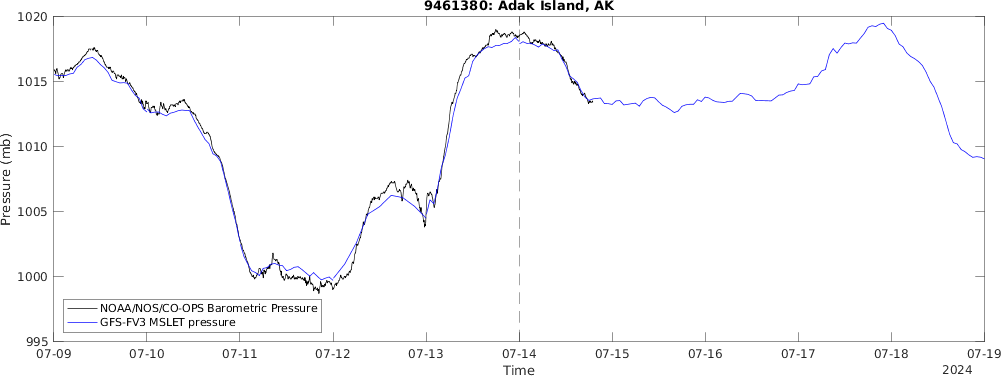 9461380: Adak Island, AK
1020
1015
1010
1005
1000
995
Pressure (mb)
NOAA/NOS/CO-OPS Barometric Pressure
GFS-FV3 MSLET pressure
07-09 07-10 07-11 07-12 07-13 07-14 07-15 07-16 07-17 07-18 07-19
Time
2024